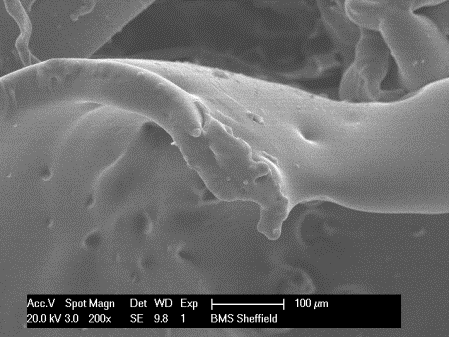 Acc.V Spot Magn Det WD Exp 100 µm
20.0 kV 3.0 200x SE 9.8 1 BMS Sheffield